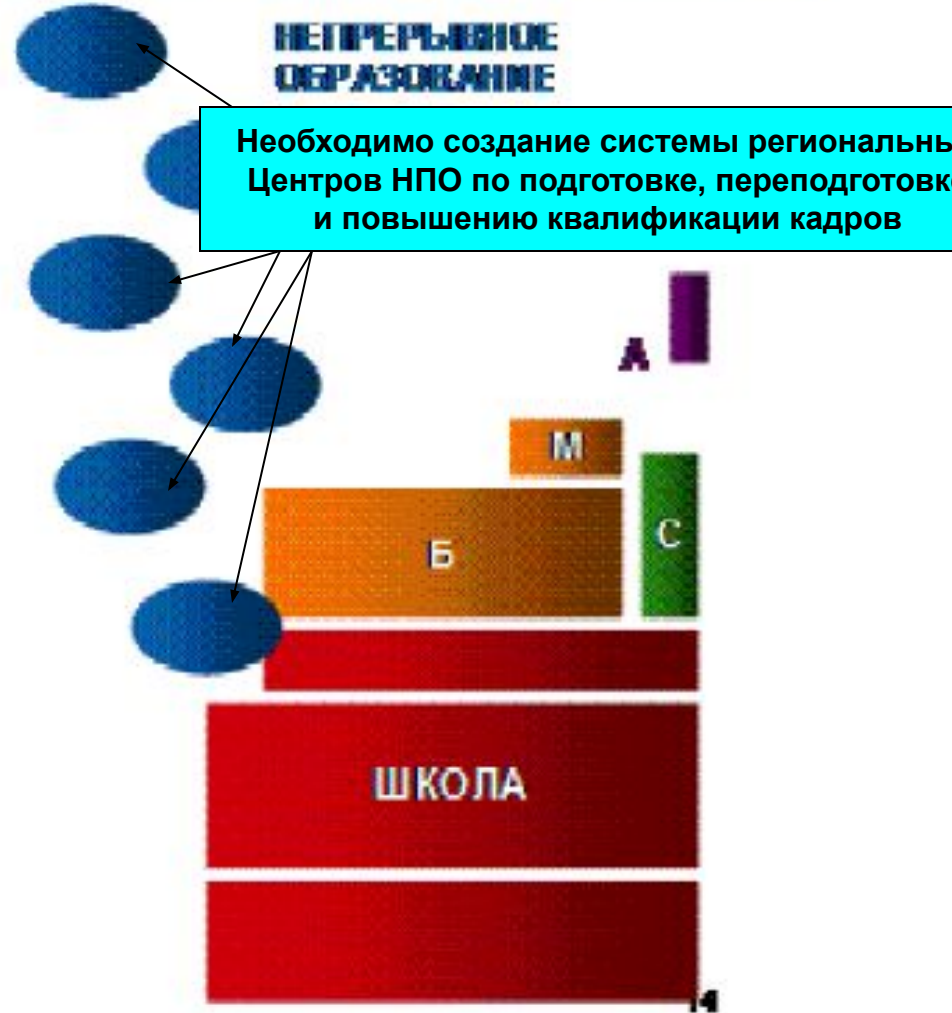 НЕПРЕРЫВНОЕ
ОБРАЗОВАНИЕ
Необходимо создание системы региональны
Центров НПО по подготовке, переподготовк
и повышению квалификации кадров
А
М
Б
С
ШКОЛА
14